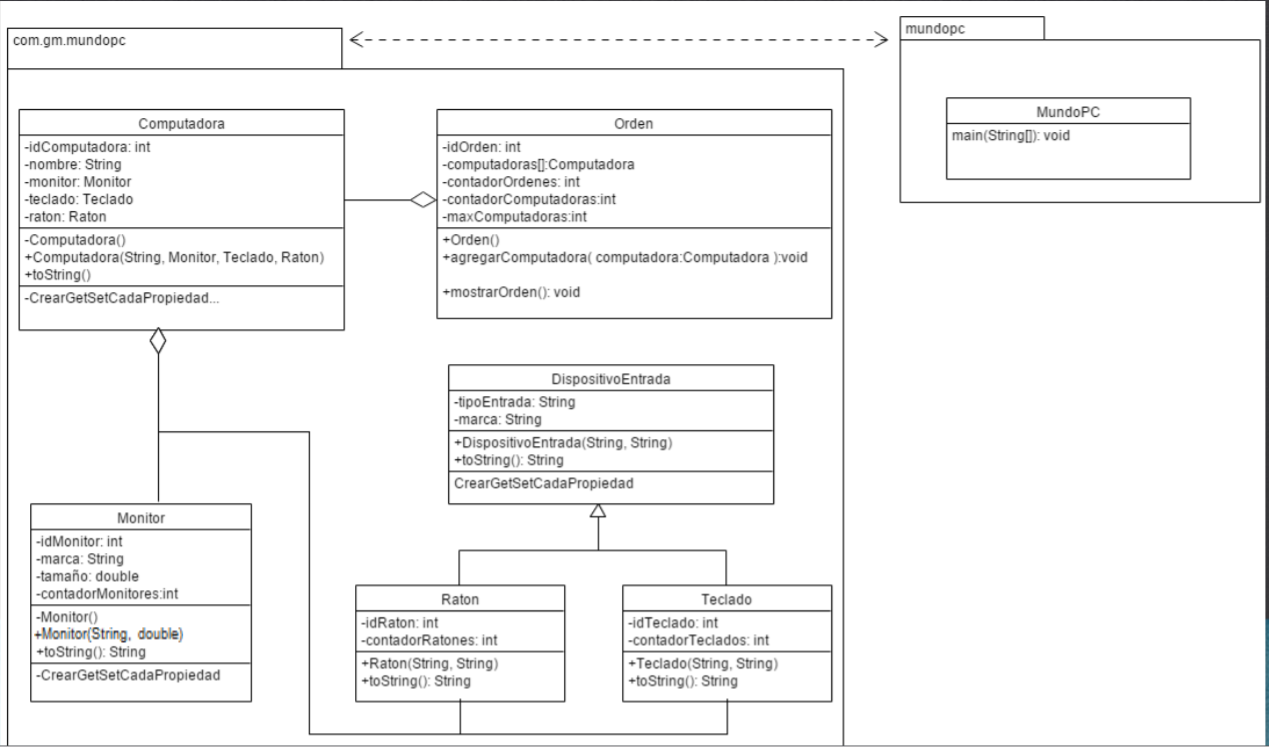 com.gm.mundopc
mundopc
MundoPC
main(String[]): void
Computadora
-idComputadora: int
-nombre: String
-monitor: Monitor
-teclado: Teclado
-raton: Raton
-Computadora()
+Computadora(String, Monitor, Teclado, Raton)
+toString()
-CrearGetSetCadaPropiedad...
Orden
-idOrden: int
-computadoras[]:Computadora
-contadorOrdenes: int
-contadorComputadoras:int
-maxComputadoras:int
+Orden()
+agregarComputadora( computadora:Computadora ):void
+mostrarOrden(): void
DispositivoEntrada
-tipoEntrada: String
-marca: String
+DispositivoEntrada(String, String)
+toString(): String
CrearGetSetCadaPropiedad
Monitor
-idMonitor: int
-marca: String
-tamaño: double
-contadorMonitores:int
-Monitor()
+Monitor(String, double)
+toString(): String
-CrearGetSetCadaPropiedad
Raton
-idRaton: int
-contadorRatones: int
+Raton(String, String)
+toString(): String
Teclado
-idTeclado: int
-contadorTeclados: int
+Teclado(String, String)
+toString(): String